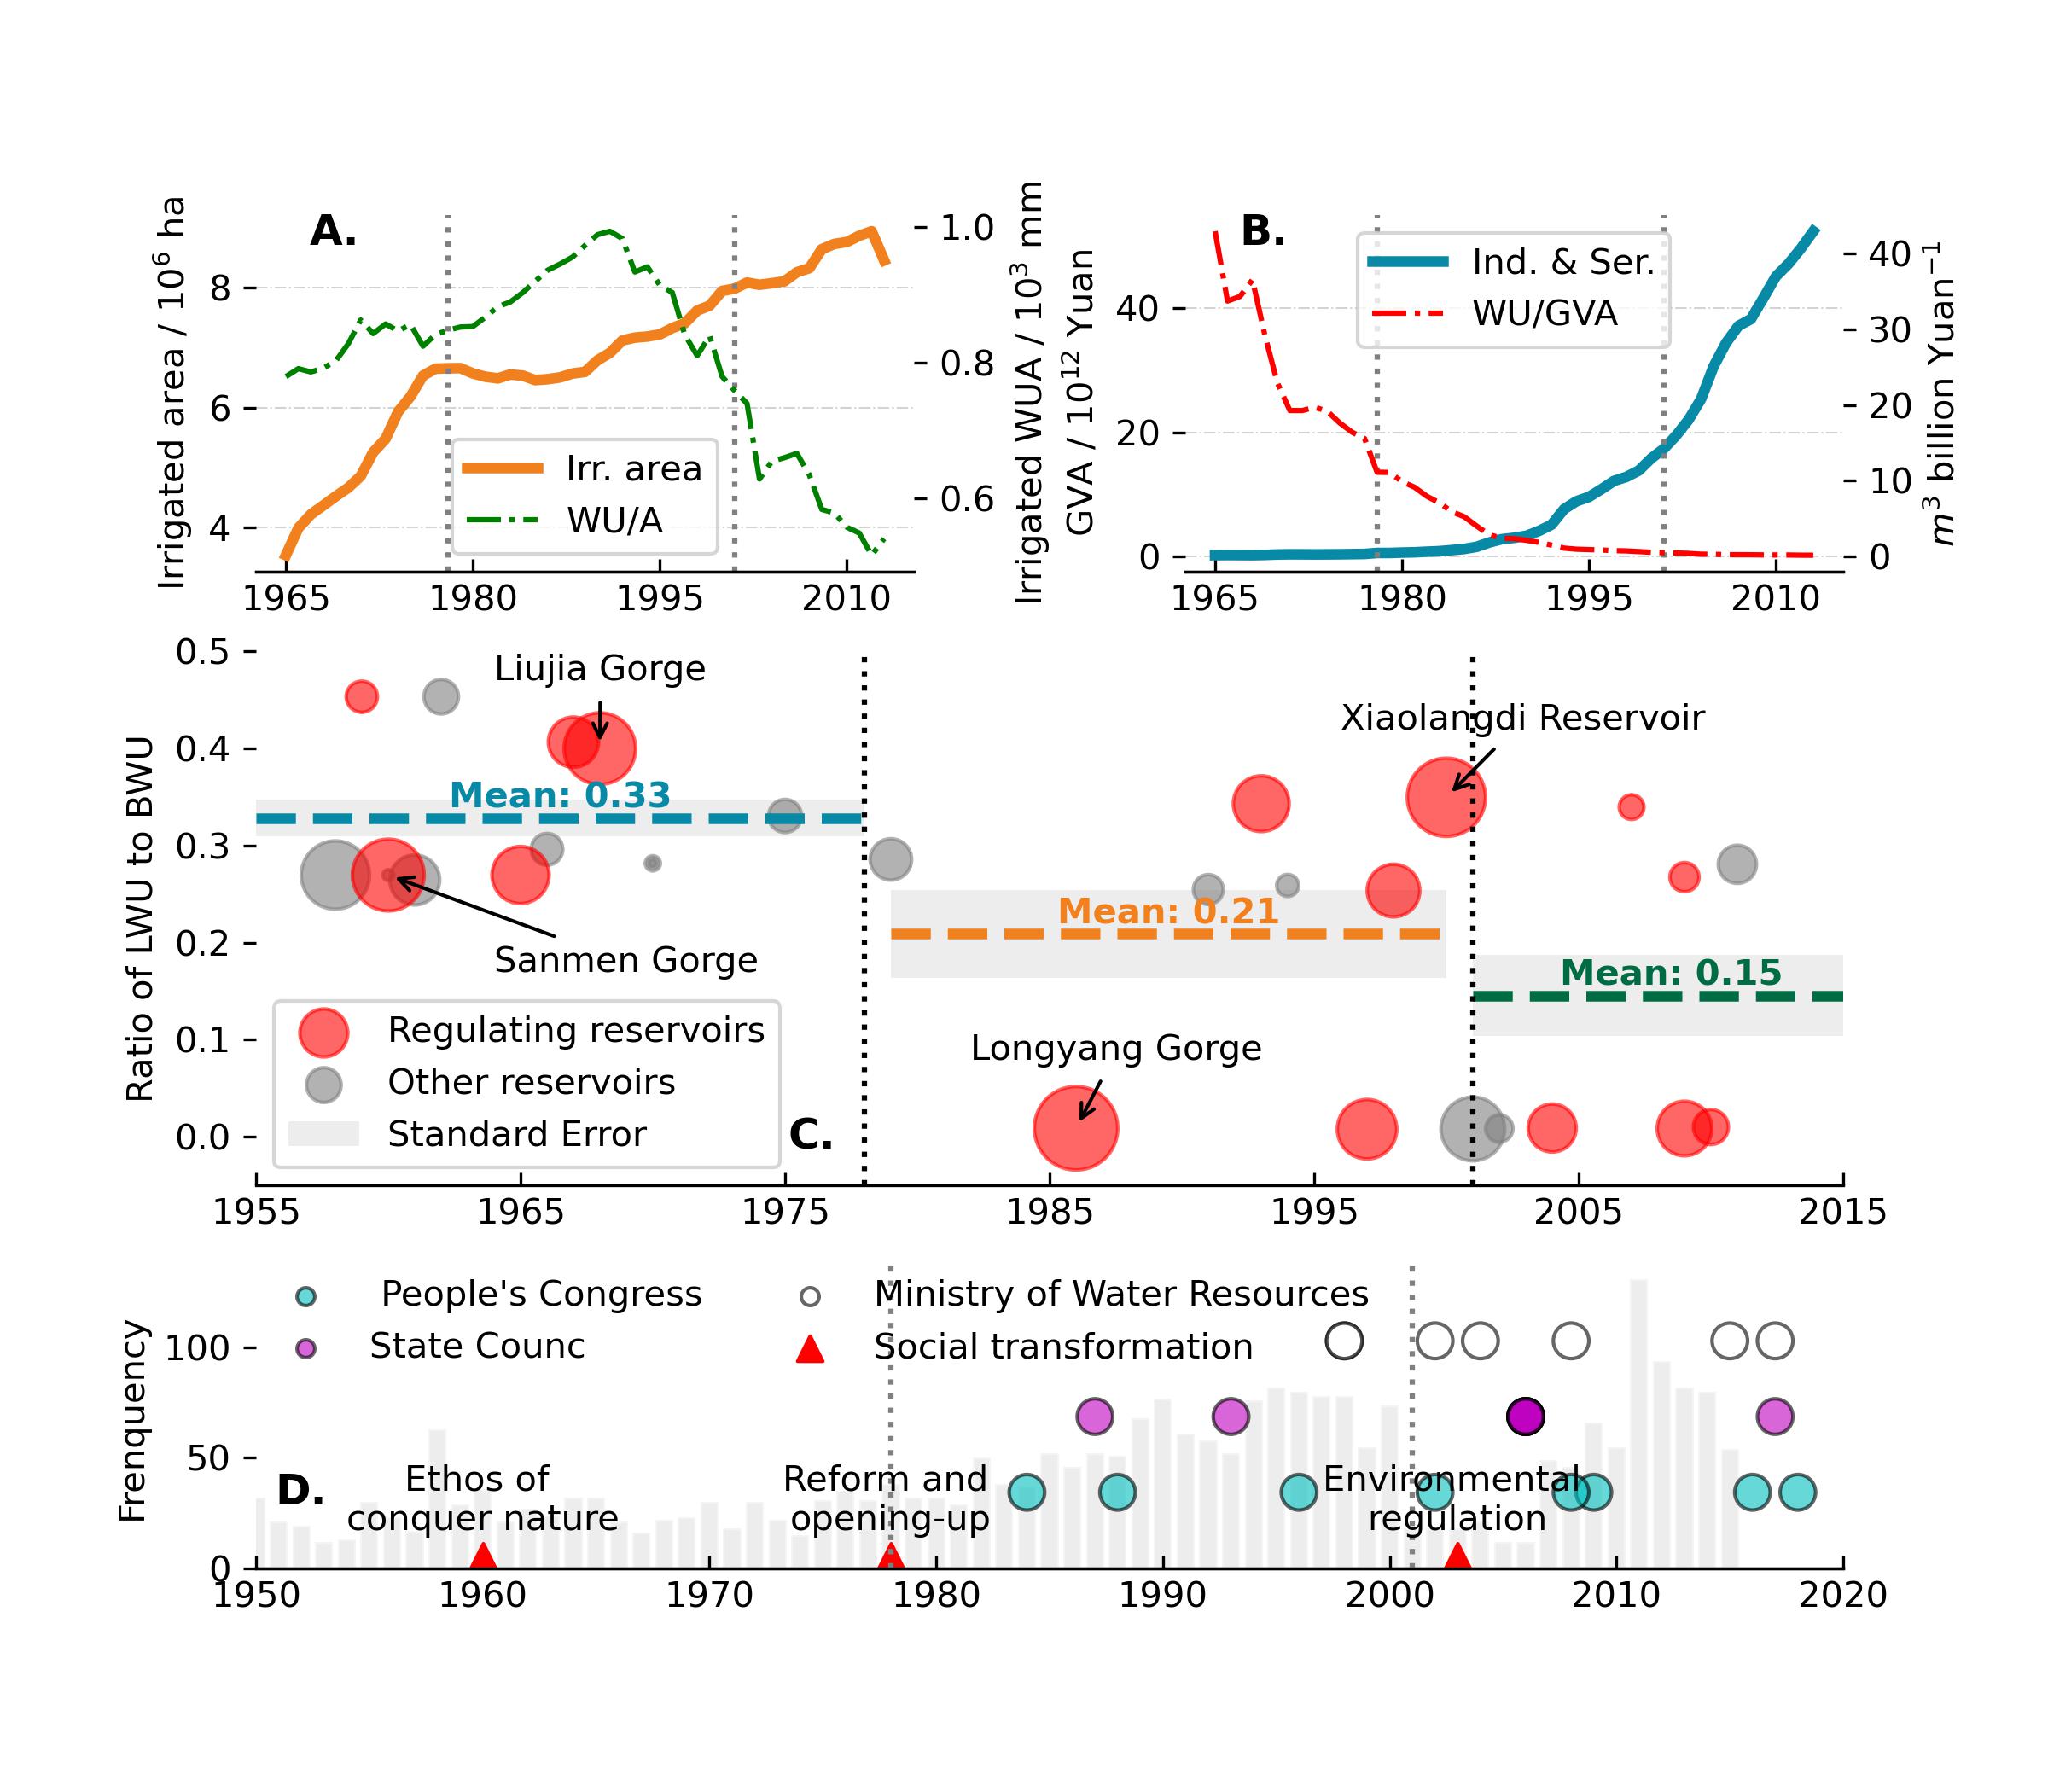 A.
Irrigated area / 10⁶ ha
8
6
4
1.0
0.8
0.6
Irrigated WUA / 10³ mm
Irr. area
WU/A
1965
1980
1995
2010
B.
GVA / 10¹² Yuan
40
20
0
40
30
20
10
0
m³ billion Yuan⁻¹
Ind. & Ser.
WU/GVA
1965
1980
1995
2010
Ratio of LWU to BWU
0.5
0.4
0.3
0.2
0.1
0.0
Liujia Gorge
Xiaolangdi Reservoir
Mean: 0.33
Mean: 0.21
Sanmen Gorge
Mean: 0.15
Longyang Gorge
Regulating reservoirs
Other reservoirs
Standard Error
C.
1955
1965
1975
1985
1995
2005
2015
Frenquency
100
50
0
People's Congress
State Counc
Ministry of Water Resources
Social transformation
D.
Ethos of
conquer nature
Reform and
opening-up
Environmental
regulation
1950
1960
1970
1980
1990
2000
2010
2020